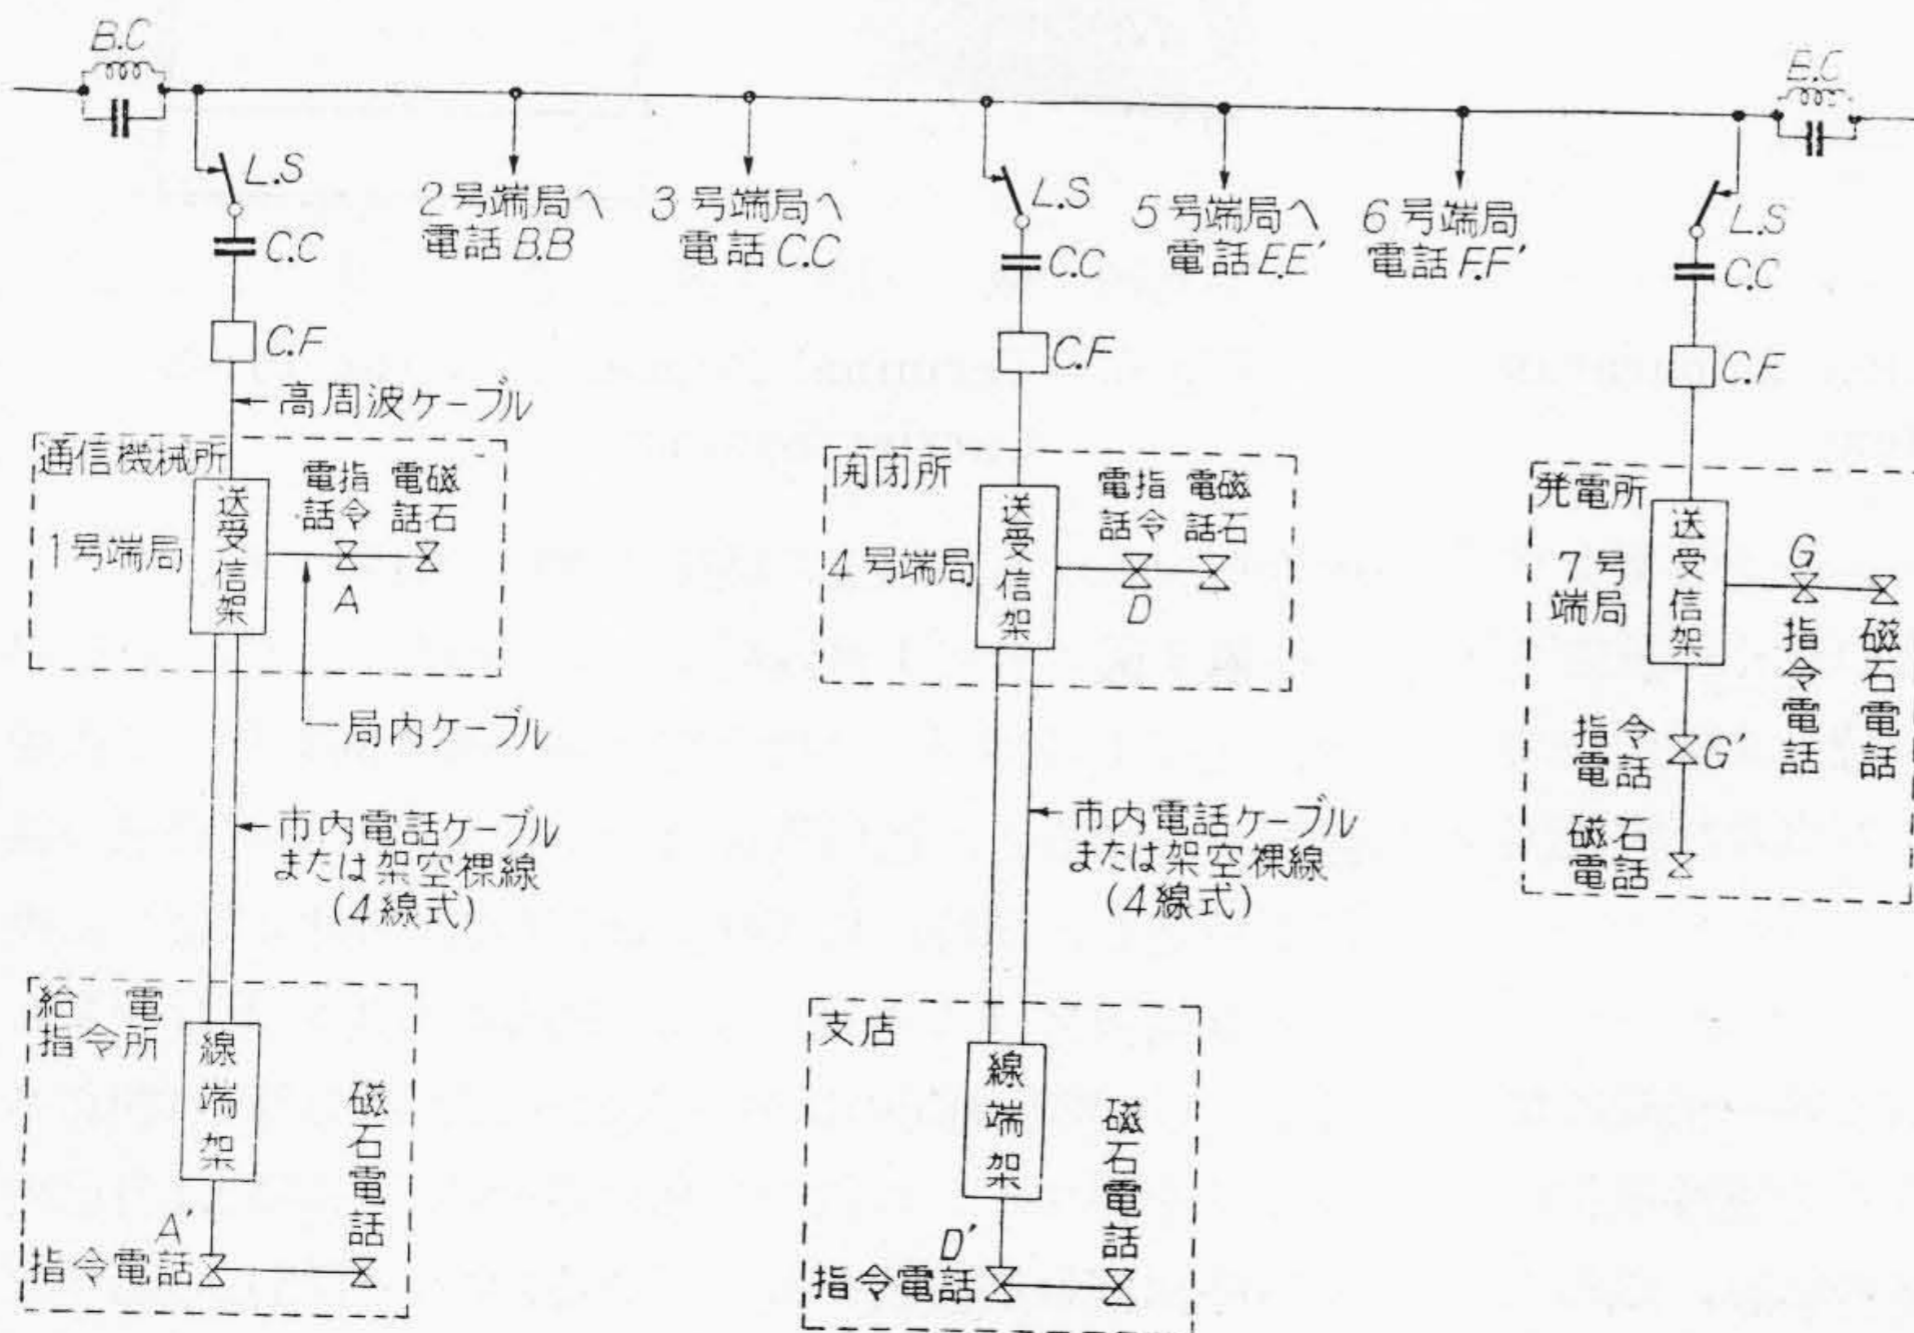 B.C
B.C
L.S
C.C
C.F
高周波ケーブル
2号端局へ
電話B.B
3号端局へ
電話C.C
L.S
C.C
C.F
5号端局へ
電話E.E'
6号端局
電話F.F'
L.S
C.C
C.F
通信機械所
1号端局
送受信架
指令電話
磁石電話
A
局内ケーブル
市内電話ケーブル
または架空裸線
(4線式)
給電
指令所
線端架
A'
指令電話
磁石電話
開閉所
4号端局
送受信架
指令電話
磁石電話
D
市内電話ケーブル
または架空裸線
(4線式)
支店
線端架
D'
指令電話
磁石電話
発電所
7号
端局
送受信架
G
指令電話
磁石電話
指令
電話
G'
磁石
電話